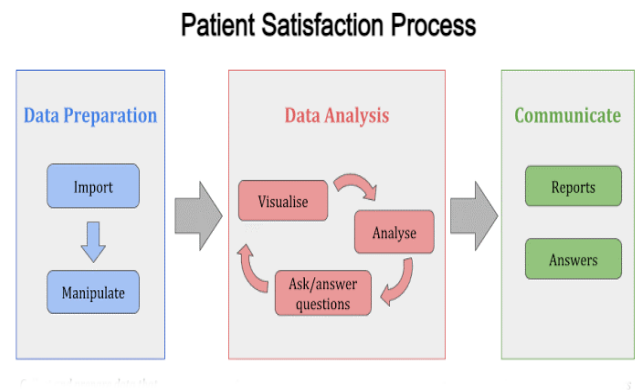 Patient Satisfaction Process
Data Preparation
Import
Manipulate
Data Analysis
Visualise
Analyse
Ask/answer
questions
Communicate
Reports
Answers